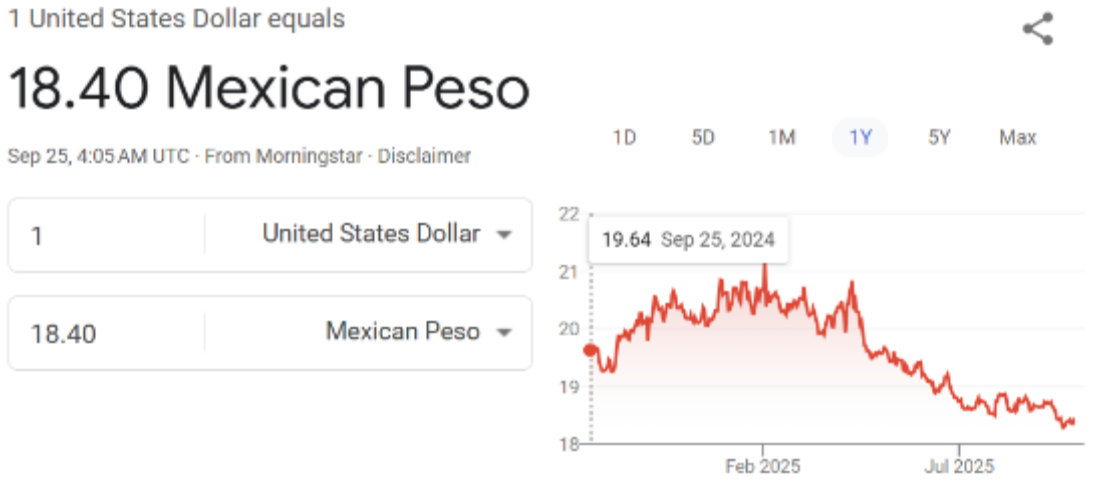 1 United States Dollar equals
18.40 Mexican Peso
Sep 25, 4:05 AM UTC · From Morningstar · Disclaimer
1 United States Dollar
18.40 Mexican Peso
1D 5D 1M 1Y 5Y Max
22
19.64 Sep 25, 2024
21
20
19
18
Feb 2025 Jul 2025